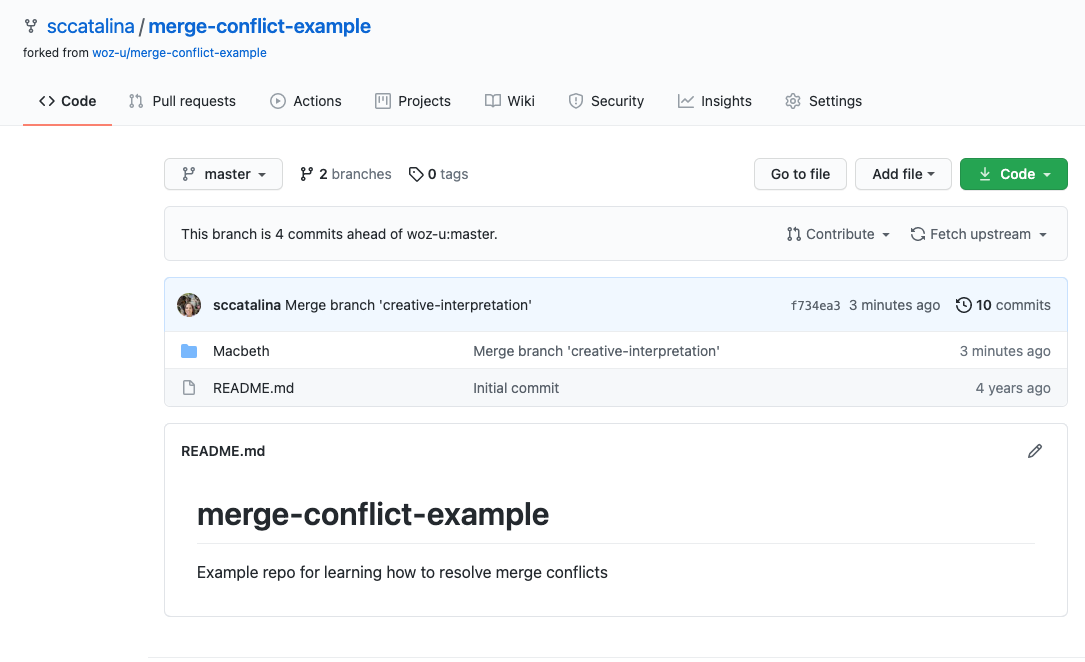 sccatalina / merge-conflict-example
forked from woz-u/merge-conflict-example
Code Pull requests Actions Projects Wiki Security Insights Settings
master 2 branches 0 tags Go to file Add file Code
This branch is 4 commits ahead of woz-u:master. Contribute Fetch upstream
sccatalina Merge branch 'creative-interpretation' f734ea3 3 minutes ago 10 commits
Macbeth Merge branch 'creative-interpretation' 3 minutes ago
README.md Initial commit 4 years ago
README.md
merge-conflict-example
Example repo for learning how to resolve merge conflicts